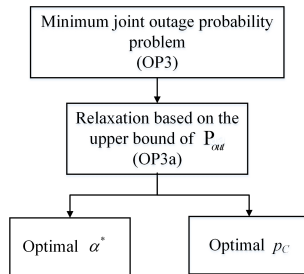 Minimum joint outage probability
problem
(OP3)
Relaxation based on the
upper bound of P_out
(OP3a)
Optimal α*
Optimal p_C